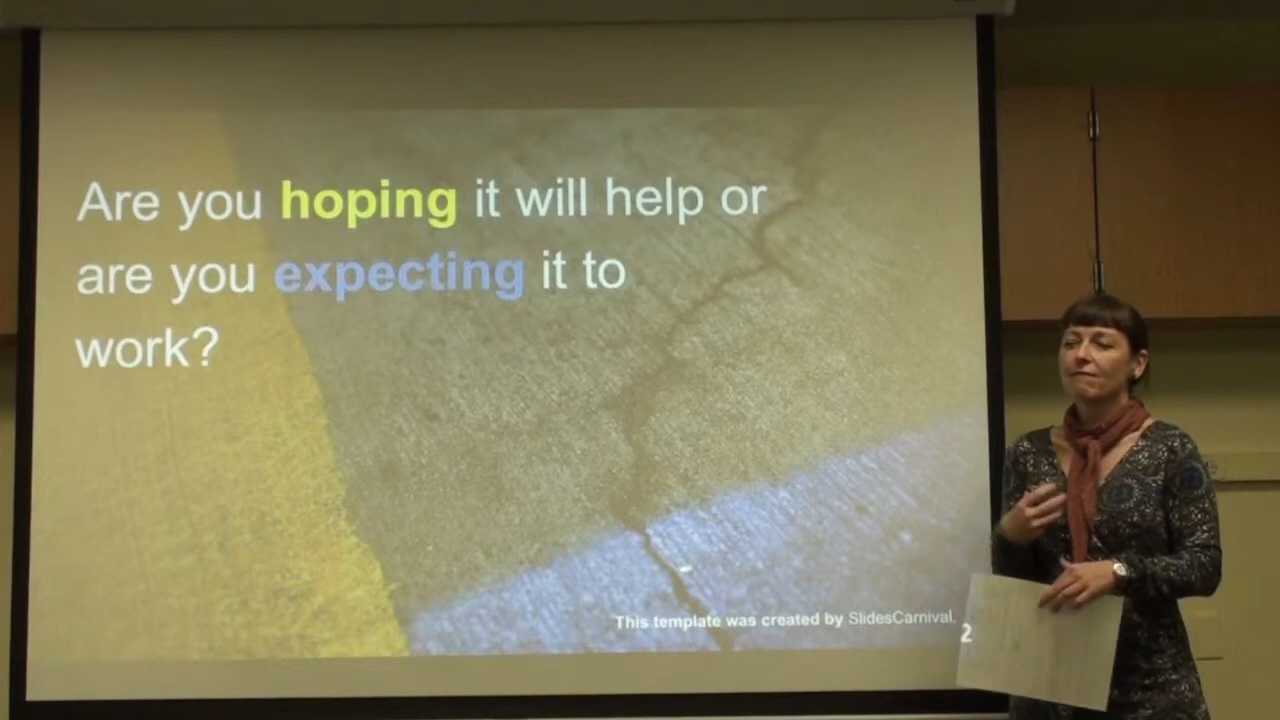 Are you hoping it will help or
are you expecting it to
work?
This template was created by SlidesCarnival.
2